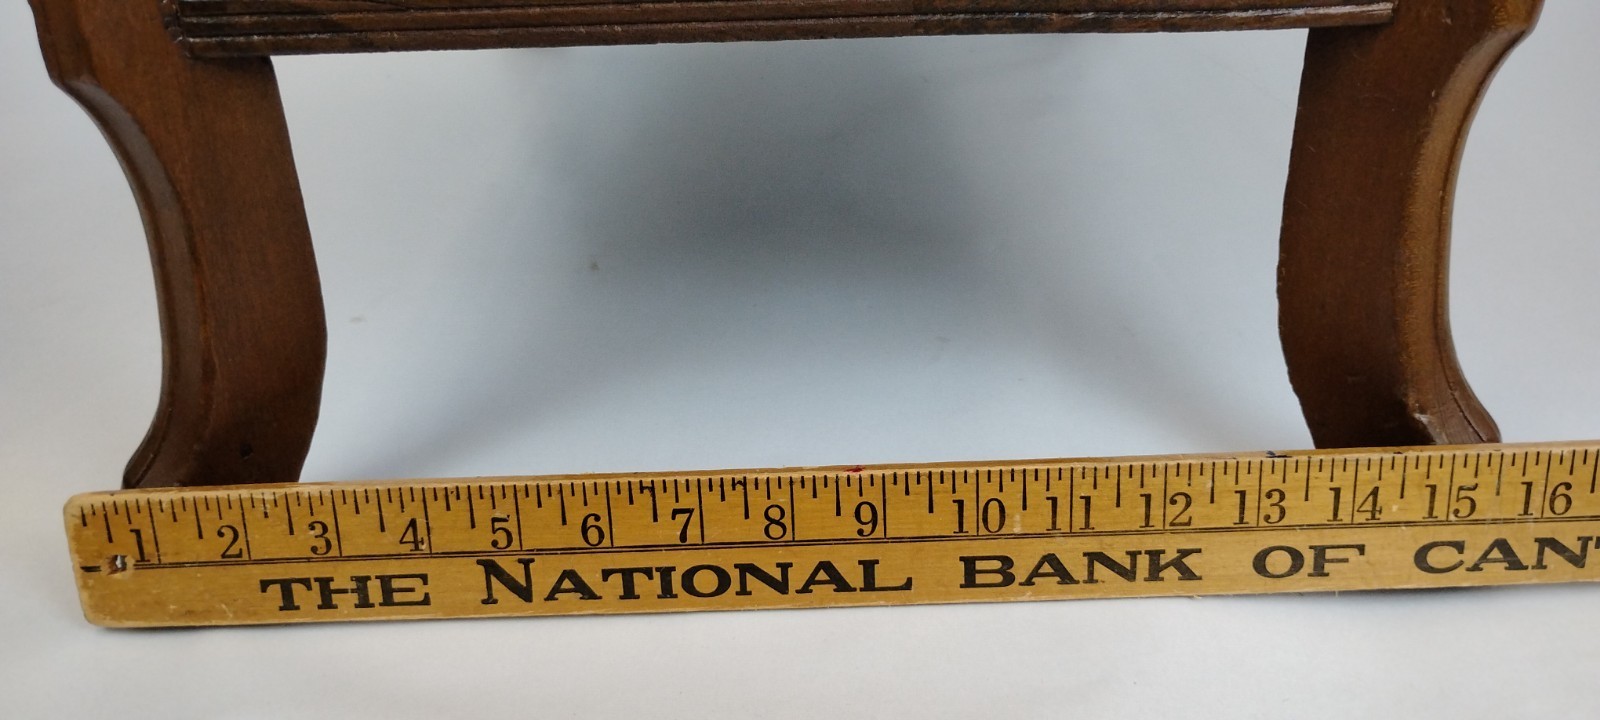 1 2 3 4 5 6 7 8 9 10 11 12 13 14 15 16
THE NATIONAL BANK OF CANT